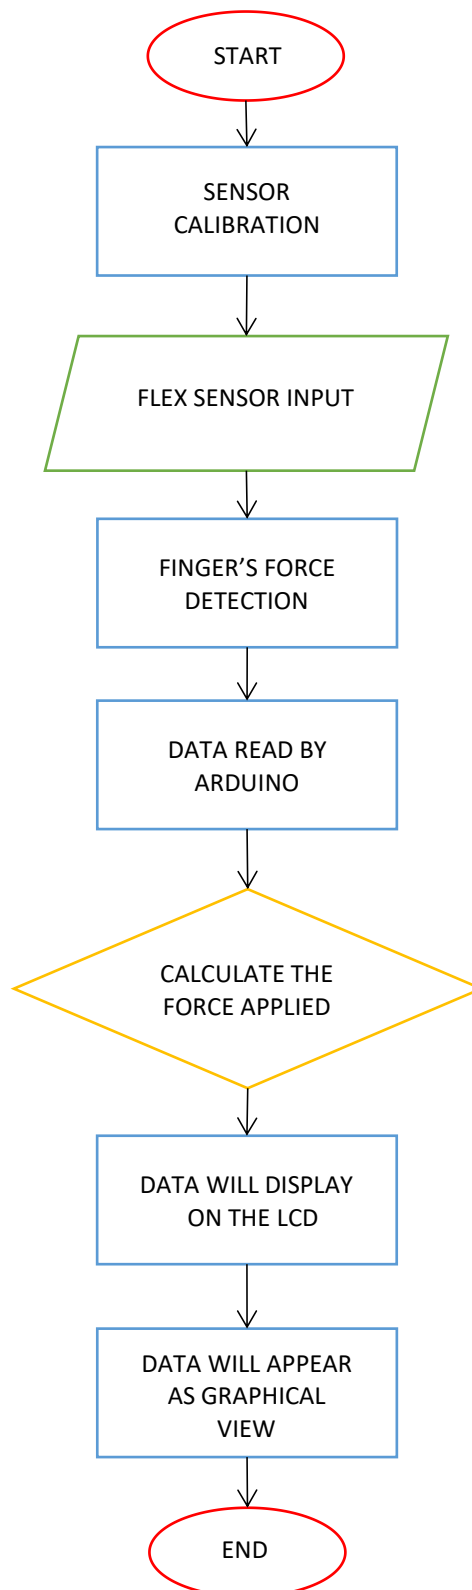 START
SENSOR
CALIBRATION
FLEX SENSOR INPUT
FINGER’S FORCE
DETECTION
DATA READ BY
ARDUINO
CALCULATE THE
FORCE APPLIED
DATA WILL DISPLAY
ON THE LCD
DATA WILL APPEAR
AS GRAPHICAL
VIEW
END